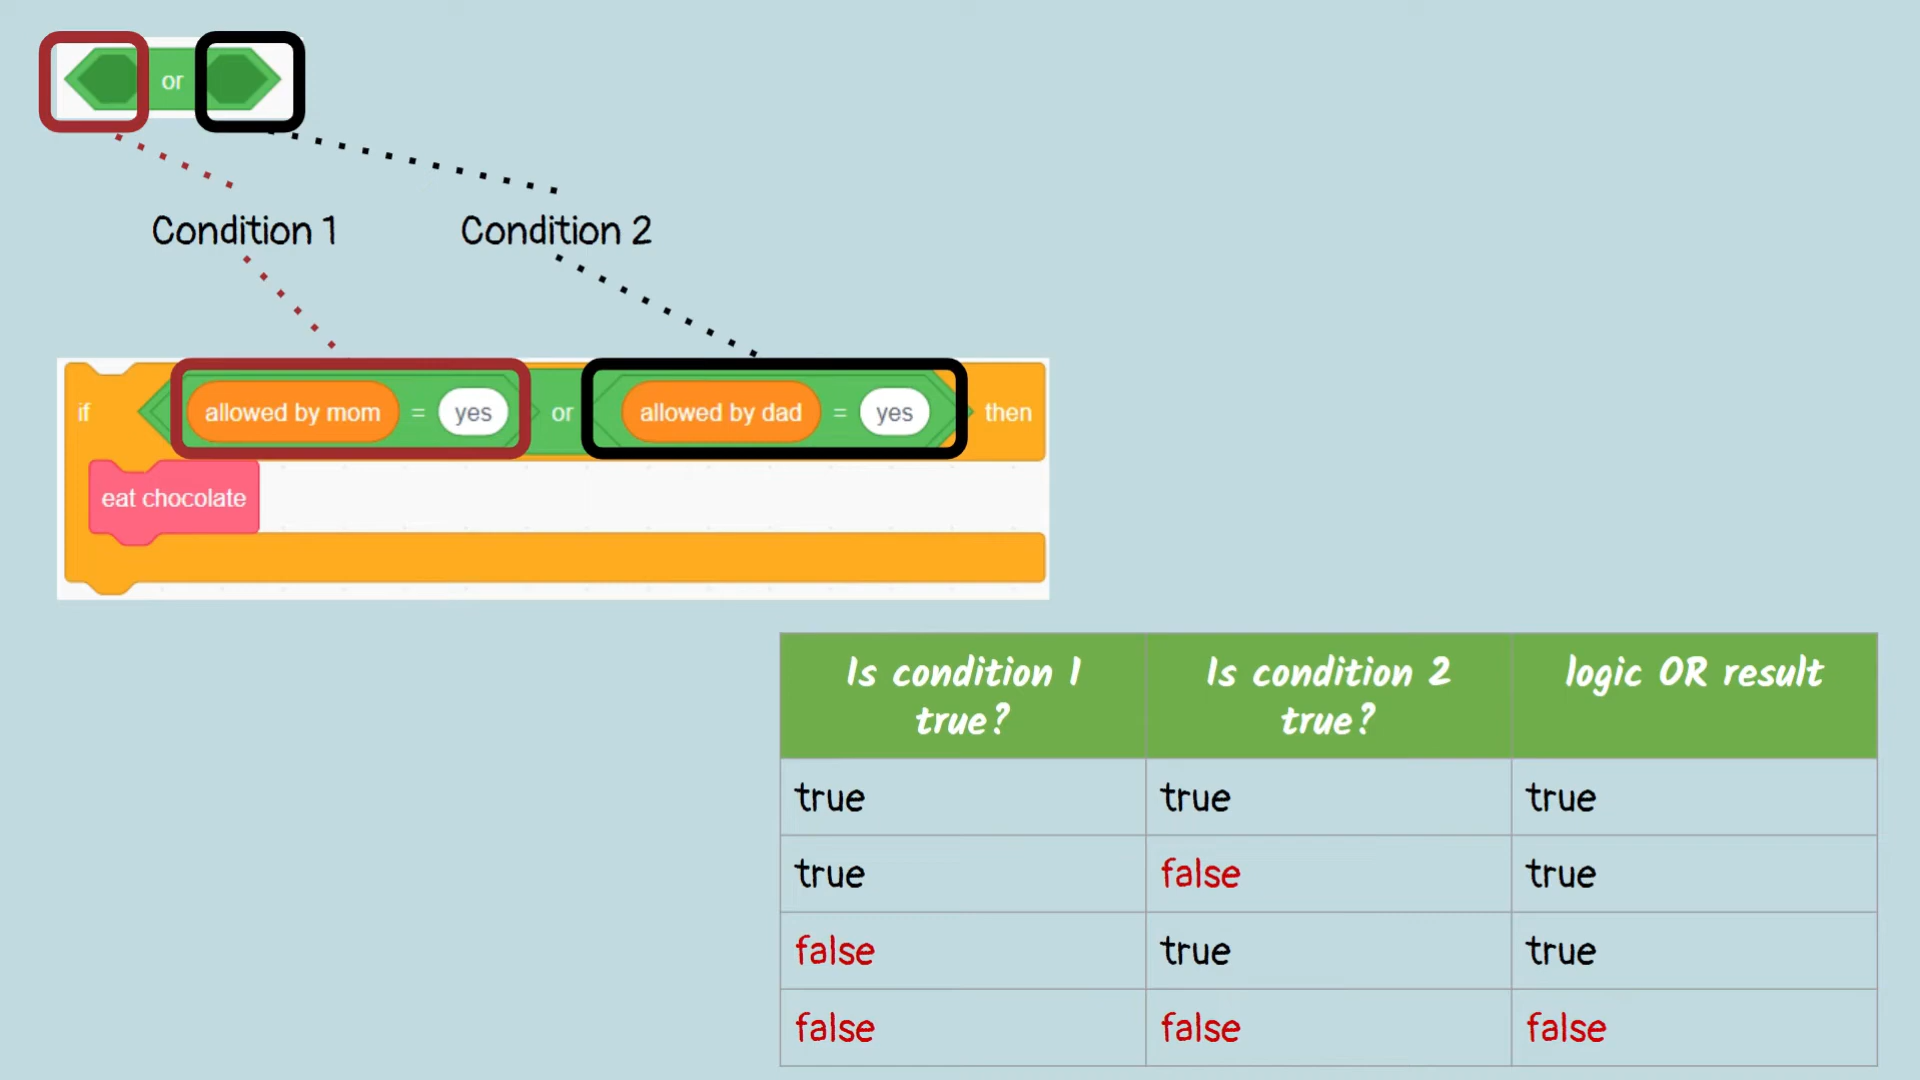 or
Condition 1 Condition 2
if allowed by mom = yes or allowed by dad = yes then
eat chocolate
Is condition 1 true? Is condition 2 true? logic OR result
true true true
true false true
false true true
false false false